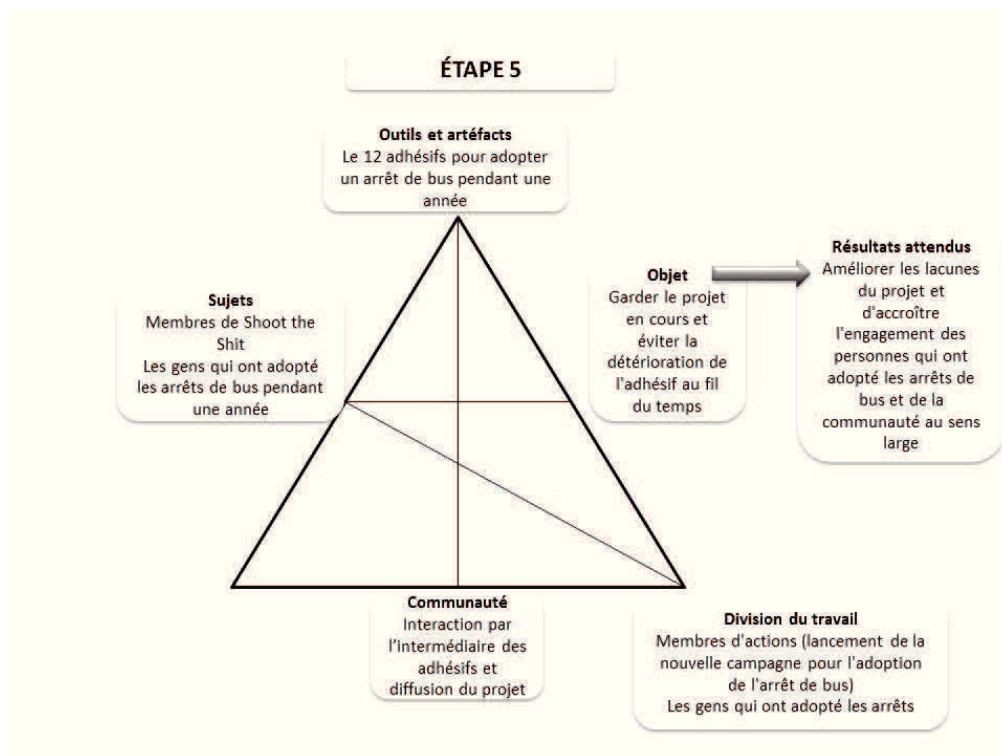 ÉTAPE 5
Outils et artéfacts
Le 12 adhésifs pour adopter
un arrêt de bus pendant une
année
Sujets
Membres de Shoot the
Shit
Les gens qui ont adopté
les arrêts de bus pendant
une année
Objet
Garder le projet
en cours et
éviter la
détérioration de
l'adhésif au fil
du temps
Résultats attendus
Améliorer les lacunes
du projet et
d'accroître
l'engagement des
personnes qui ont
adopté les arrêts de
bus et de la
communauté au sens
large
Communauté
Interaction par
l'intermédiaire des
adhésifs et
diffusion du projet
Division du travail
Membres d'actions (lancement de la
nouvelle campagne pour l'adoption
de l'arrêt de bus)
Les gens qui ont adopté les arrêts